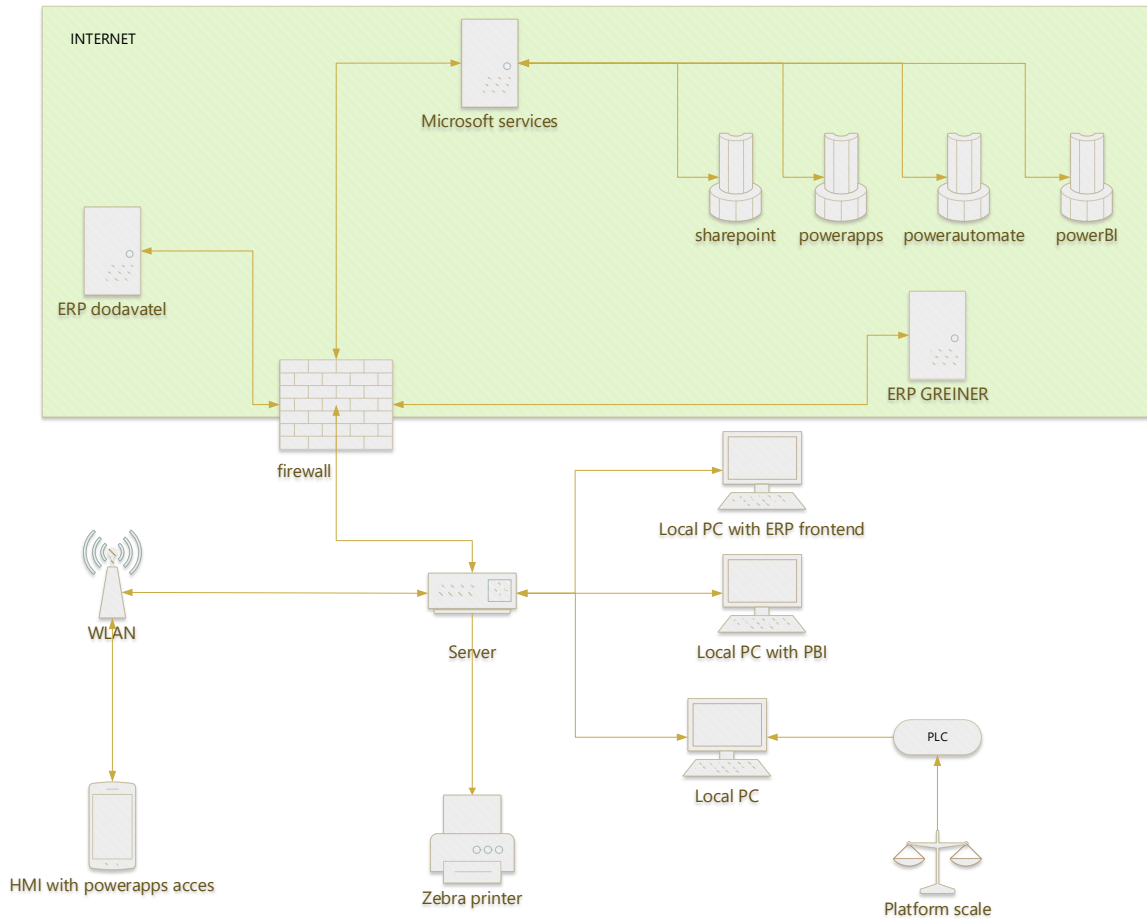 INTERNET
Microsoft services
sharepoint
powerapps
powerautomate
powerBI
ERP dodavatel
ERP GREINER
firewall
Local PC with ERP frontend
WLAN
Server
Local PC with PBI
PLC
Local PC
HMI with powerapps acces
Zebra printer
Platform scale